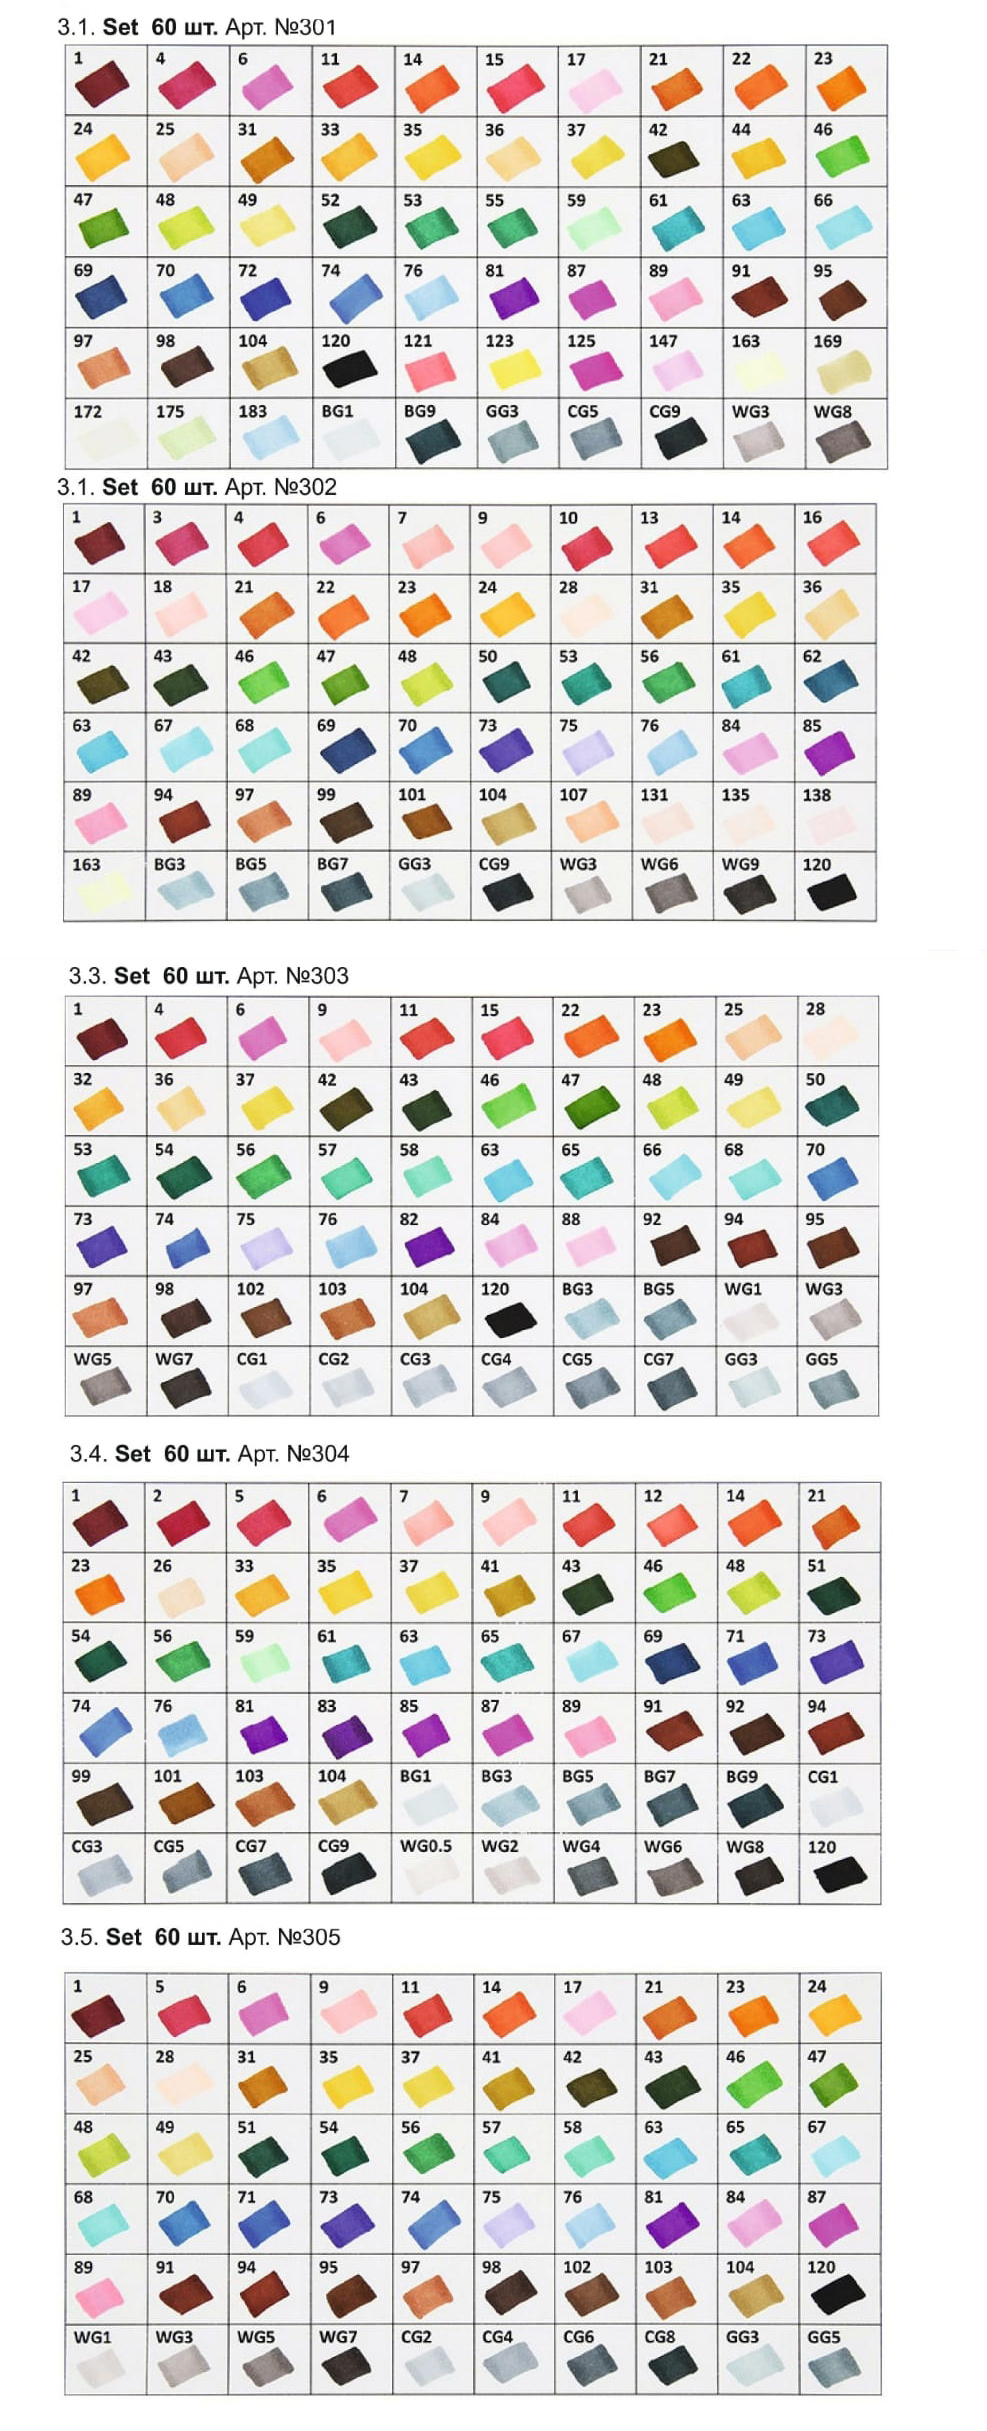 3.1. Set 60 шт. Арт. №301
1 4 6 11 14 15 17 21 22 23
24 25 31 33 35 36 37 42 44 46
47 48 49 52 53 55 59 61 63 66
69 70 72 74 76 81 87 89 91 95
97 98 104 120 121 123 125 147 163 169
172 175 183 BG1 BG9 GG3 CG5 CG9 WG3 WG8
3.1. Set 60 шт. Арт. №302
1 3 4 6 7 9 10 13 14 16
17 18 21 22 23 24 28 31 35 36
42 43 46 47 48 50 53 56 61 62
63 67 68 69 70 73 75 76 84 85
89 94 97 99 101 104 107 131 135 138
163 BG3 BG5 BG7 GG3 CG9 WG3 WG6 WG9 120
3.3. Set 60 шт. Арт. №303
1 4 6 9 11 15 22 23 25 28
32 36 37 42 43 46 47 48 49 50
53 54 56 57 58 63 65 66 68 70
73 74 75 76 82 84 88 92 94 95
97 98 102 103 104 120 BG3 BG5 WG1 WG3
WG5 WG7 CG1 CG2 CG3 CG4 CG5 CG7 GG3 GG5
3.4. Set 60 шт. Арт. №304
1 2 5 6 7 9 11 12 14 21
23 26 33 35 37 41 43 46 48 51
54 56 59 61 63 65 67 69 71 73
74 76 81 83 85 87 89 91 92 94
99 101 103 104 BG1 BG3 BG5 BG7 BG9 CG1
CG3 CG5 CG7 CG9 WG0.5 WG2 WG4 WG6 WG8 120
3.5. Set 60 шт. Арт. №305
1 5 6 9 11 14 17 21 23 24
25 28 31 35 37 41 42 43 46 47
48 49 51 54 56 57 58 63 65 67
68 70 71 73 74 75 76 81 84 87
89 91 94 95 97 98 102 103 104 120
WG1 WG3 WG5 WG7 CG2 CG4 CG6 CG8 GG3 GG5